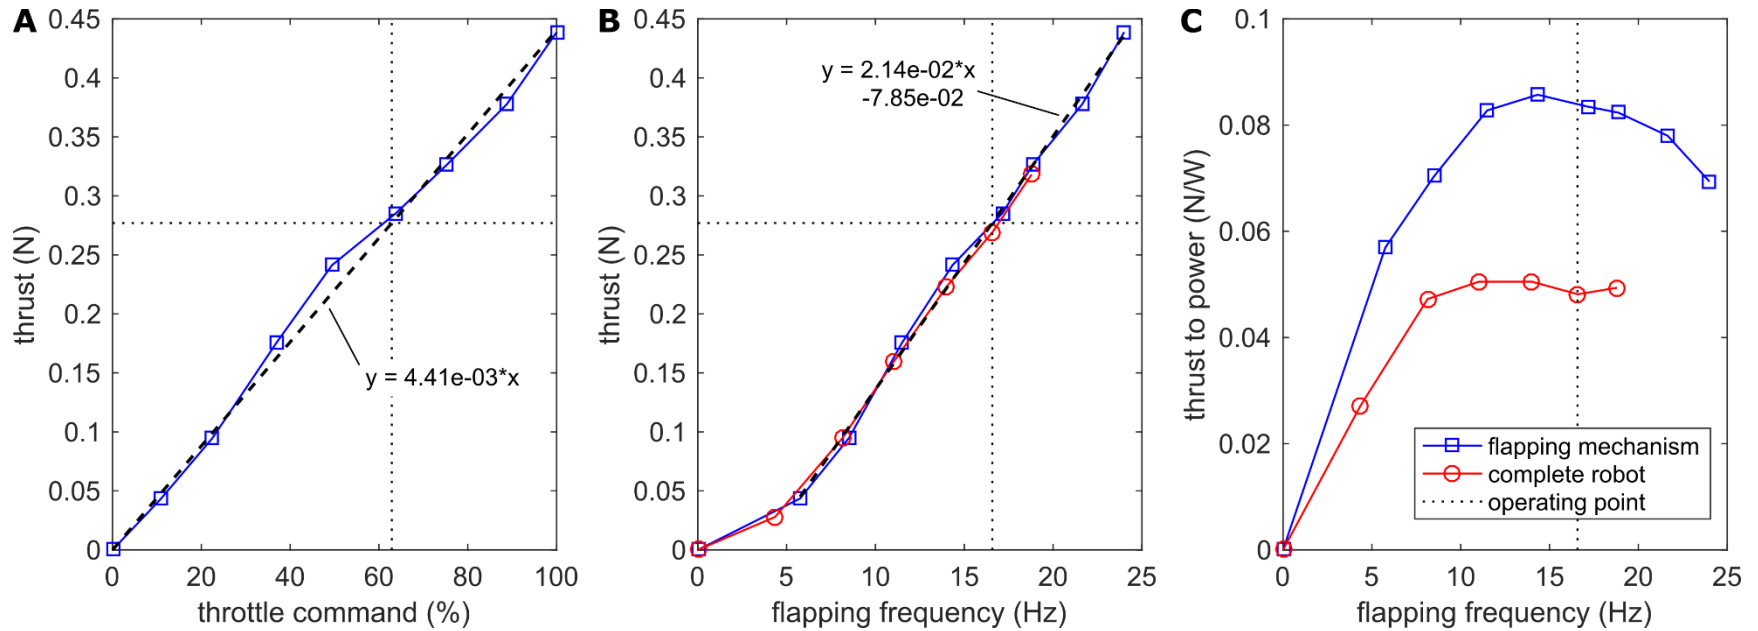 A
0.45
0.4
0.35
0.3
0.25
0.2
0.15
0.1
0.05
0
thrust (N)
y = 4.41e-03*x
0 20 40 60 80 100
throttle command (%)
B
0.45
0.4
0.35
0.3
0.25
0.2
0.15
0.1
0.05
0
thrust (N)
y = 2.14e-02*x
-7.85e-02
0 5 10 15 20 25
flapping frequency (Hz)
C
0.1
0.08
0.06
0.04
0.02
0
thrust to power (N/W)
flapping mechanism
complete robot
operating point
0 5 10 15 20 25
flapping frequency (Hz)